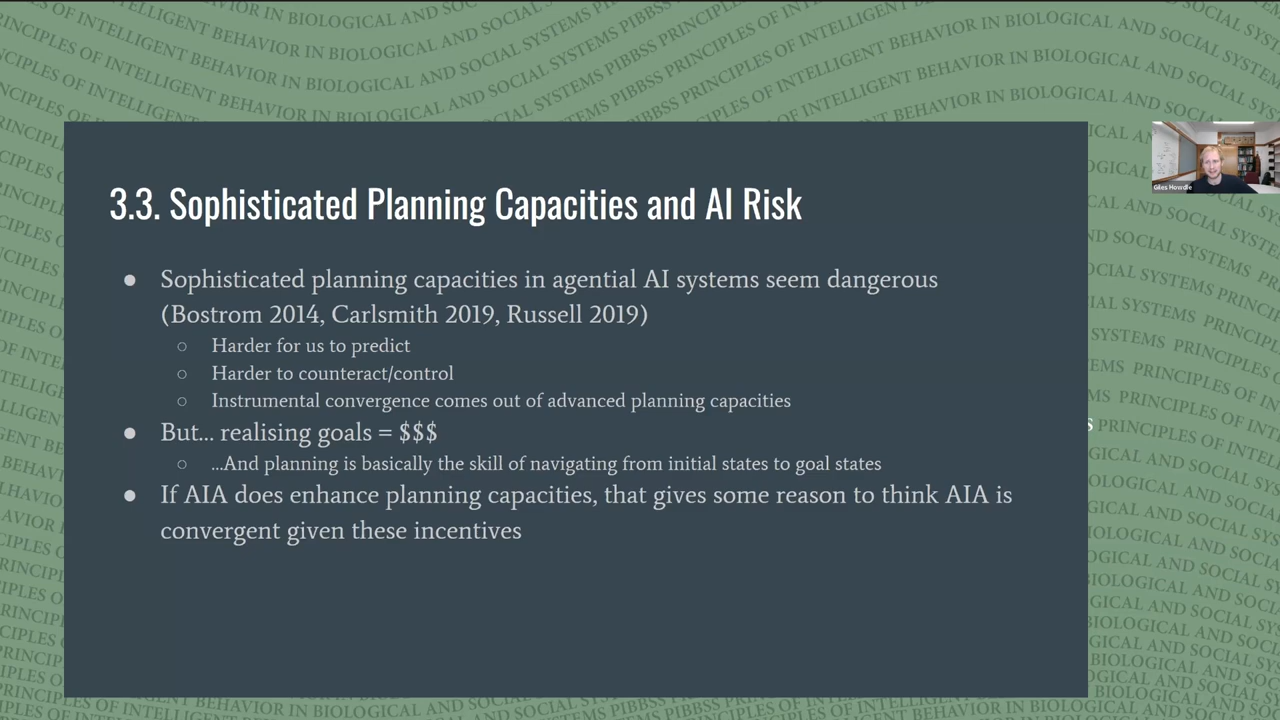 3.3. Sophisticated Planning Capacities and AI Risk
● Sophisticated planning capacities in agential AI systems seem dangerous
(Bostrom 2014, Carlsmith 2019, Russell 2019)
○ Harder for us to predict
○ Harder to counteract/control
○ Instrumental convergence comes out of advanced planning capacities
● But... realising goals = $$$
○ ...And planning is basically the skill of navigating from initial states to goal states
● If AIA does enhance planning capacities, that gives some reason to think AIA is
convergent given these incentives
Giles Howdle
PRINCIPLES OF INTELLIGENT BEHAVIOR IN BIOLOGICAL AND SOCIAL SYSTEMS PIBBSS